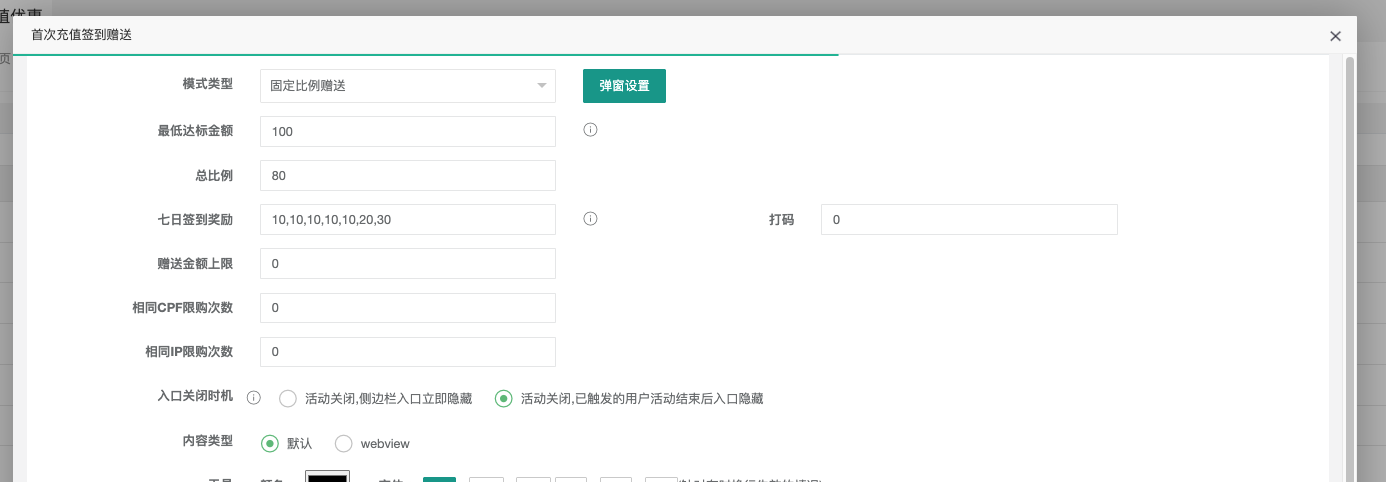 值优惠
首次充值签到赠送
页
模式类型 固定比例赠送 弹窗设置
最低达标金额 100
总比例 80
七日签到奖励 10,10,10,10,10,20,30 打码 0
赠送金额上限 0
相同CPF限购次数 0
相同IP限购次数 0
入口关闭时机 活动关闭,侧边栏入口立即隐藏 活动关闭,已触发的用户活动结束后入口隐藏
内容类型 默认 webview